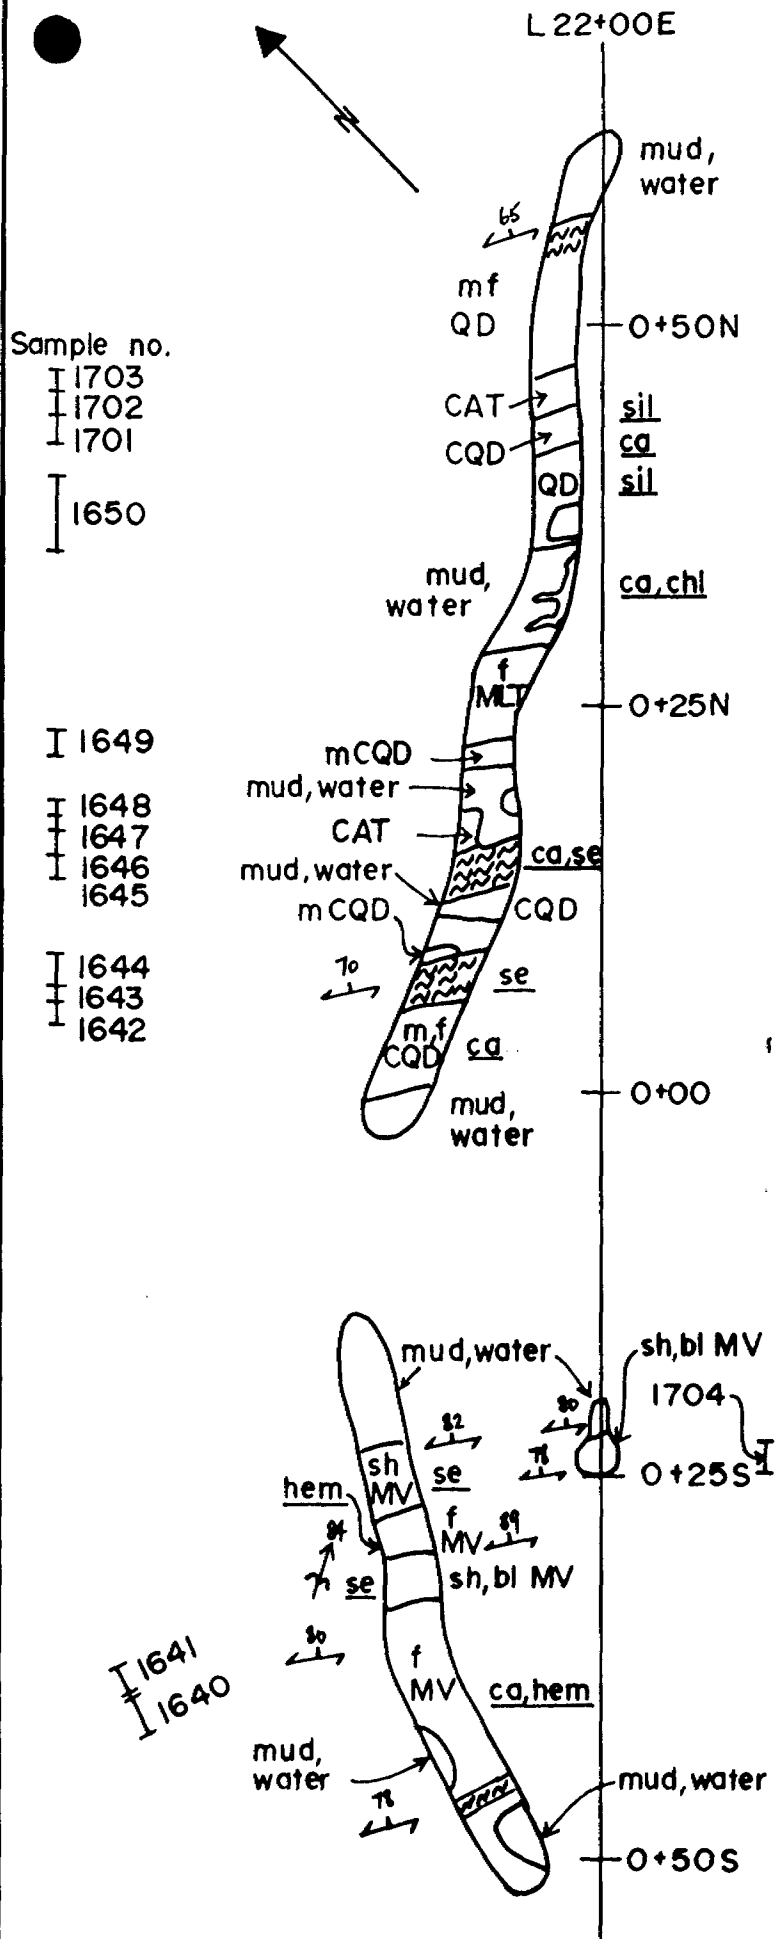 L 22+00E
N
mud,
water
65
mf
QD
0+50N
Sample no.
1703
1702
1701
CAT
sil
CQD
ca
QD
sil
1650
mud,
water
ca,chl
f
MLT
0+25N
1649
mCQD
mud,water
1648
1647
CAT
1646
ca,se
1645
mud,water
mCQD
CQD
1644
70
se
1643
1642
m,f
CQD
ca
0+00
mud,
water
mud,water
sh,bl MV
1704
80
82
78
0+25S
sh
MV
se
hem
f
MV
89
84
se
sh,bl MV
80
1641
1640
f
MV
ca,hem
mud,
water
78
mud,water
0+50S